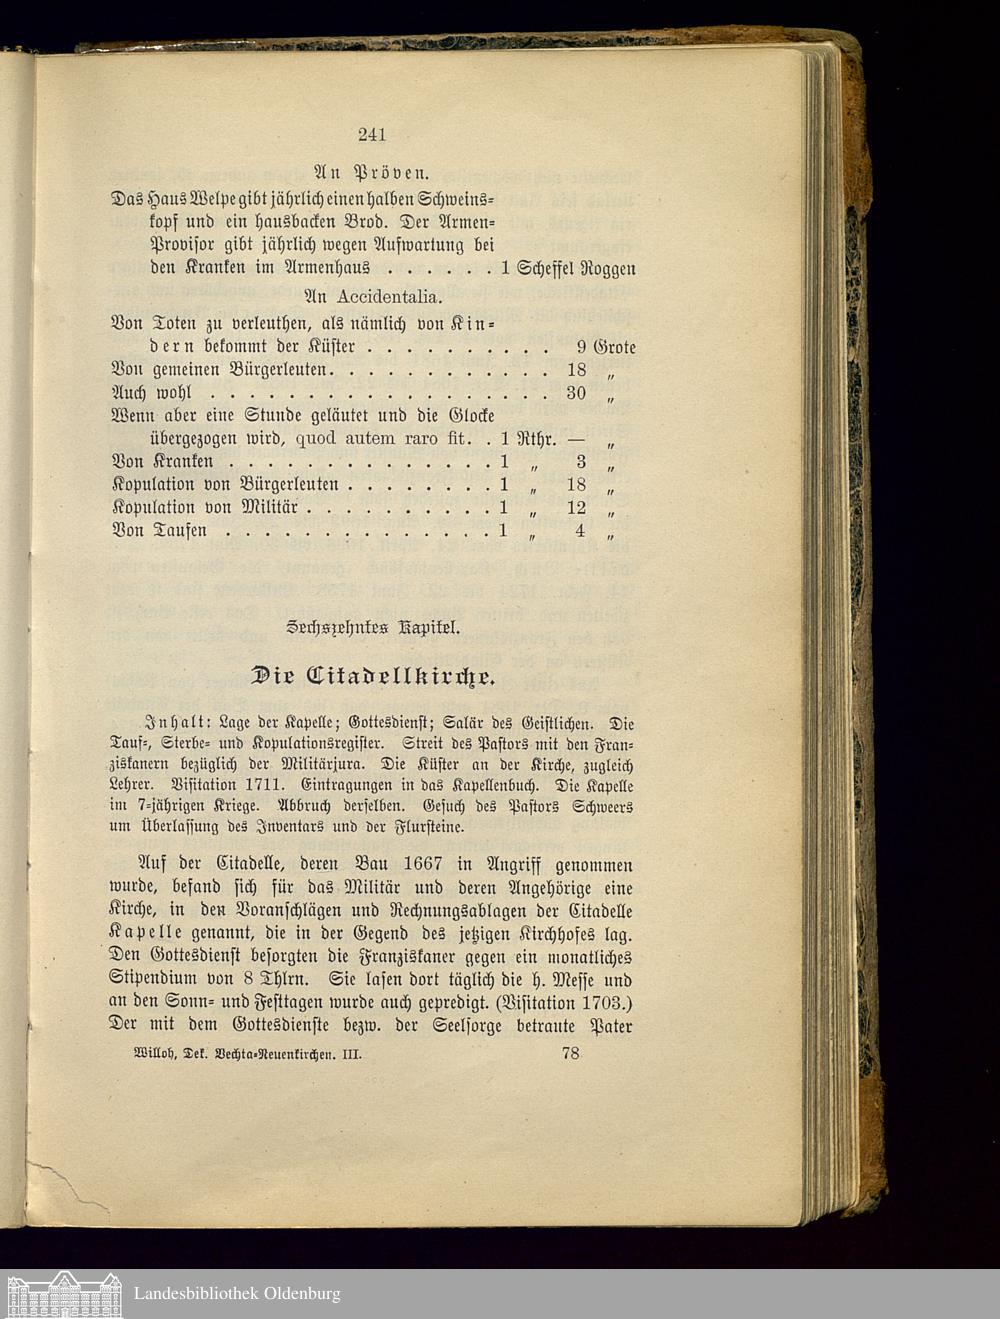 241
An Pröven.
Das Haus Welpe gibt jährlich einen halben Schweins-
kopf und ein hausbacken Brod. Der Armen-
Provisor gibt jährlich wegen Aufwartung bei
den Kranken im Armenhaus . . . . . . 1 Scheffel Roggen
An Accidentalia.
Von Toten zu verleuthen, als nämlich von Kin-
dern bekommt der Küster . . . . . . . . . . 9 Grote
Von gemeinen Bürgerleuten. . . . . . . . . . . . 18 „
Auch wohl . . . . . . . . . . . . . . . . . . 30 „
Wenn aber eine Stunde geläutet und die Glocke
übergezogen wird, quod autem raro fit. . 1 Rthr. — „
Von Kranken . . . . . . . . . . . . . . 1 „ 3 „
Kopulation von Bürgerleuten . . . . . . . . 1 „ 18 „
Kopulation von Militär . . . . . . . . . . 1 „ 12 „
Von Taufen . . . . . . . . . . . . . . 1 „ 4 „
Sechszehntes Kapitel.
Die Citadellkirche.
Inhalt: Lage der Kapelle; Gottesdienst; Salär des Geistlichen. Die
Tauf-, Sterbe- und Kopulationsregister. Streit des Pastors mit den Fran-
ziskanern bezüglich der Militärjura. Die Küster an der Kirche, zugleich
Lehrer. Visitation 1711. Eintragungen in das Kapellenbuch. Die Kapelle
im 7-jährigen Kriege. Abbruch derselben. Gesuch des Pastors Schweers
um Überlassung des Inventars und der Flursteine.
Auf der Citadelle, deren Bau 1667 in Angriff genommen
wurde, befand sich für das Militär und deren Angehörige eine
Kirche, in den Voranschlägen und Rechnungsablagen der Citadelle
Kapelle genannt, die in der Gegend des jetzigen Kirchhofes lag.
Den Gottesdienst besorgten die Franziskaner gegen ein monatliches
Stipendium von 8 Thlrn. Sie lasen dort täglich die h. Messe und
an den Sonn- und Festtagen wurde auch gepredigt. (Visitation 1703.)
Der mit dem Gottesdienste bezw. der Seelsorge betraute Pater
Willoh, Dek. Vechta-Neuenkirchen. III. 78
Landesbibliothek Oldenburg